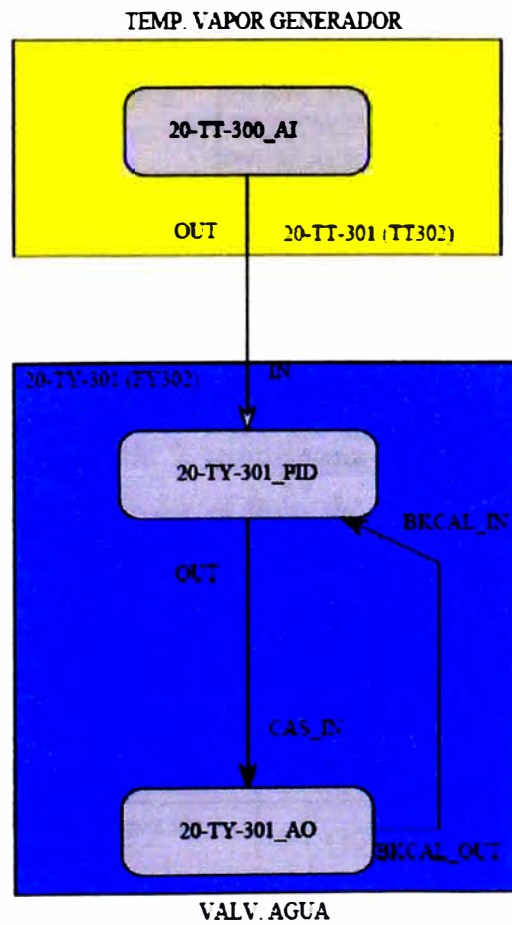 TEMP. VAPOR GENERADOR
20-TT-300_AI
OUT 20-TT-301 (TT302)
20-TY-301 (FY302) IN
20-TY-301_PID
BKCAL_IN
OUT
CAS_IN
20-TY-301_AO
BKCAL_OUT
VALV. AGUA